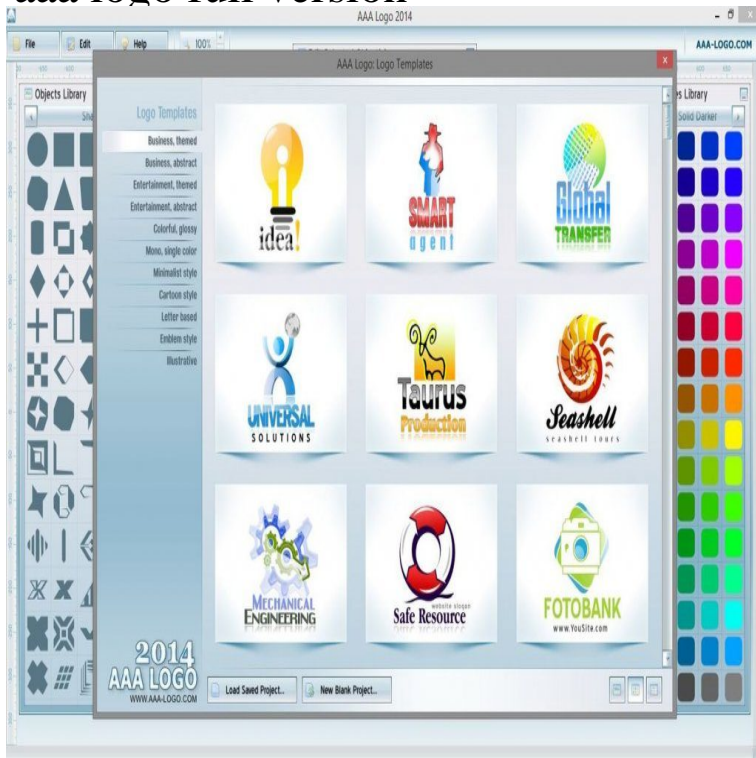 aaa logo full version
AAA Logo 2014
File Edit Help 100%
AAA-LOGO.COM
AAA Logo: Logo Templates
Objects Library
Solid Darker
Logo Templates
Business, themed
Business, abstract
Entertainment, themed
Entertainment, abstract
Colorful, glossy
Mono, single color
Minimalist style
Cartoon style
Letter based
Emblem style
Illustrative
idea!
SMART
agent
Global
TRANSFER
UNIVERSAL
SOLUTIONS
Taurus
Production
Seashell
seashell tours
MECHANICAL
ENGINEERING
website slogan
Safe Resource
FOTOBANK
www.YouSite.com
2014
AAA LOGO
WWW.AAA-LOGO.COM
Load Saved Project...
New Blank Project...